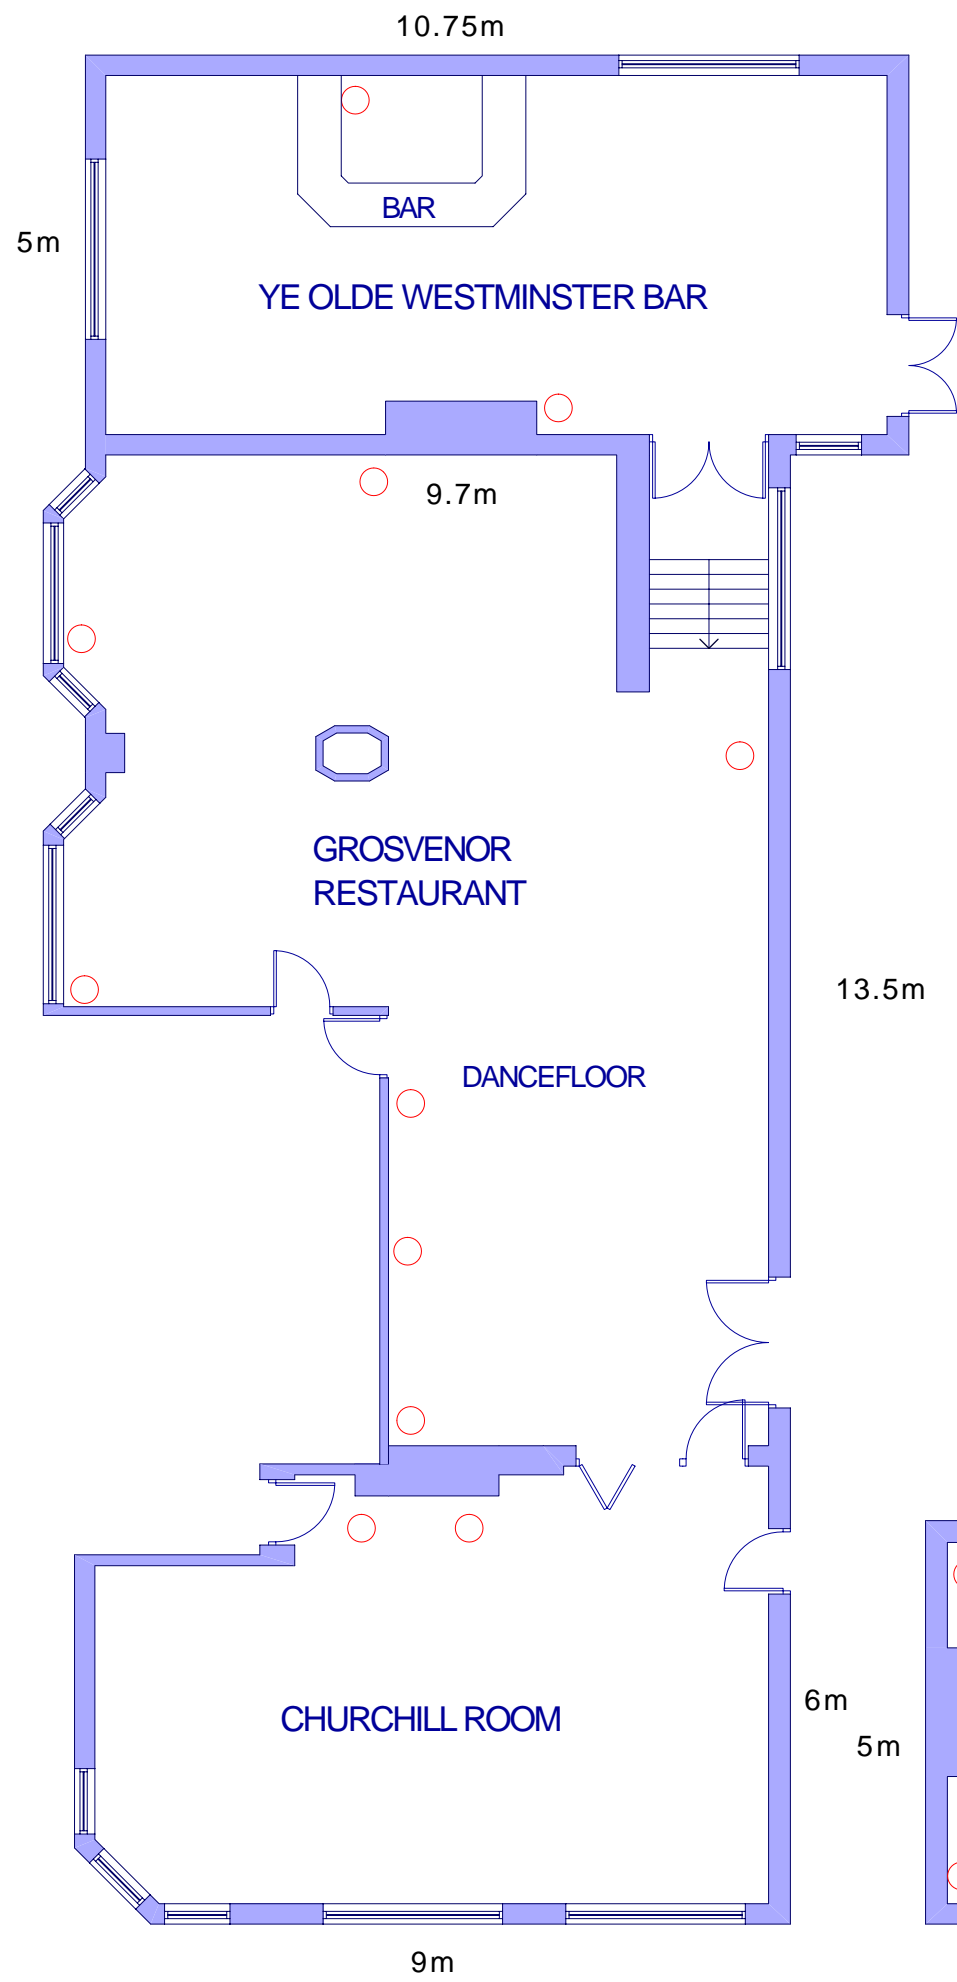 10.75m
5m
BAR
YE OLDE WESTMINSTER BAR
9.7m
GROSVENOR
RESTAURANT
13.5m
DANCEFLOOR
CHURCHILL ROOM
6m
5m
9m